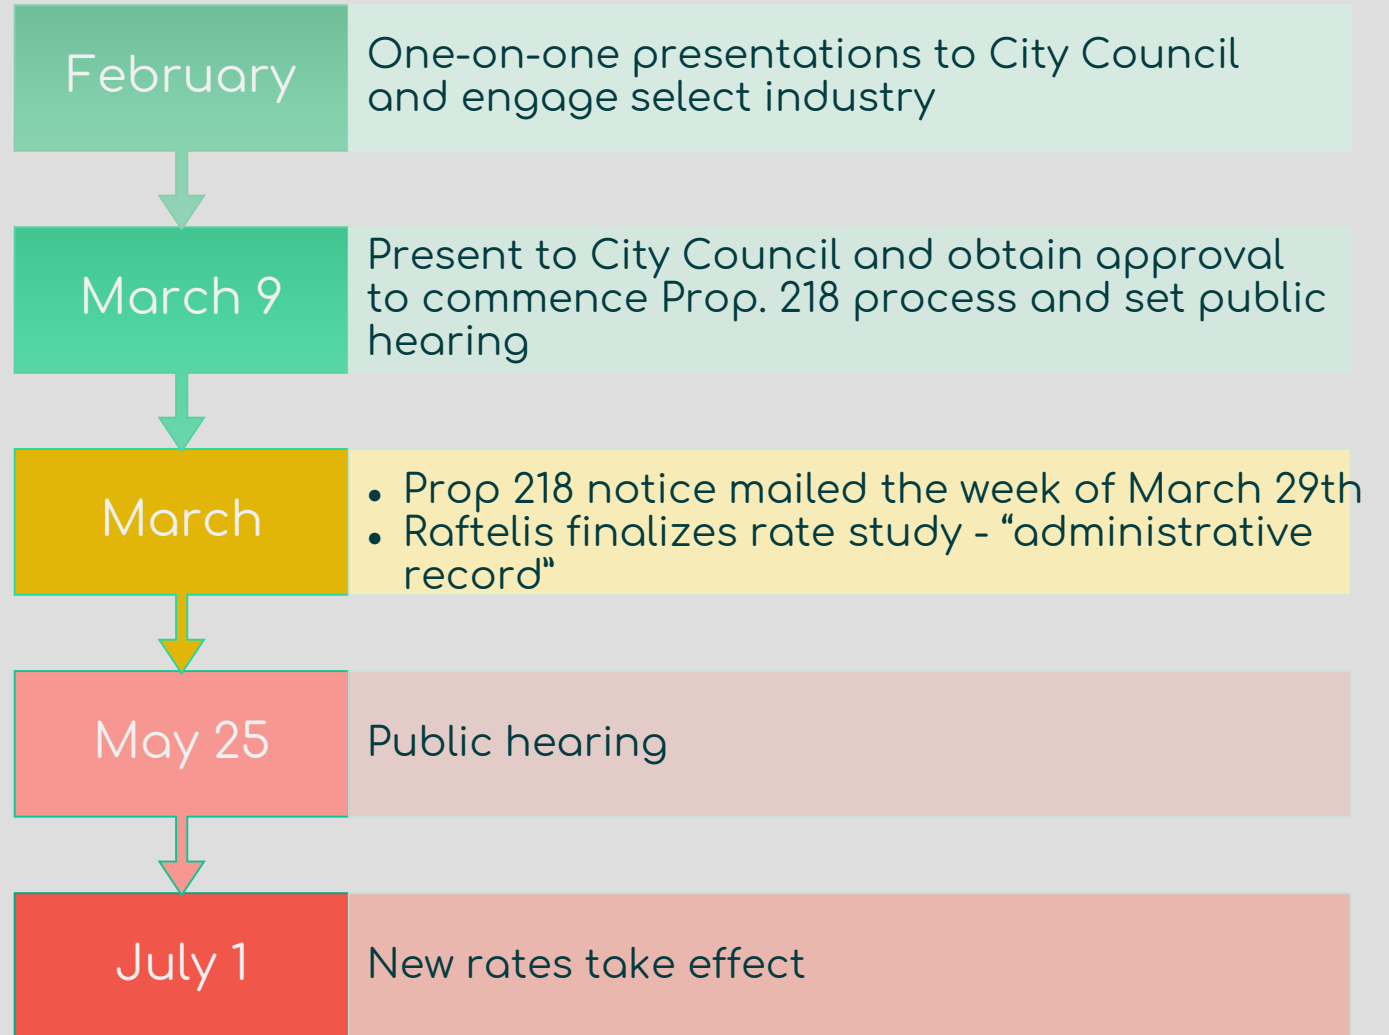 February
One-on-one presentations to City Council
and engage select industry
March 9
Present to City Council and obtain approval
to commence Prop. 218 process and set public
hearing
March
• Prop 218 notice mailed the week of March 29th
• Raftelis finalizes rate study - “administrative
record”
May 25
Public hearing
July 1
New rates take effect